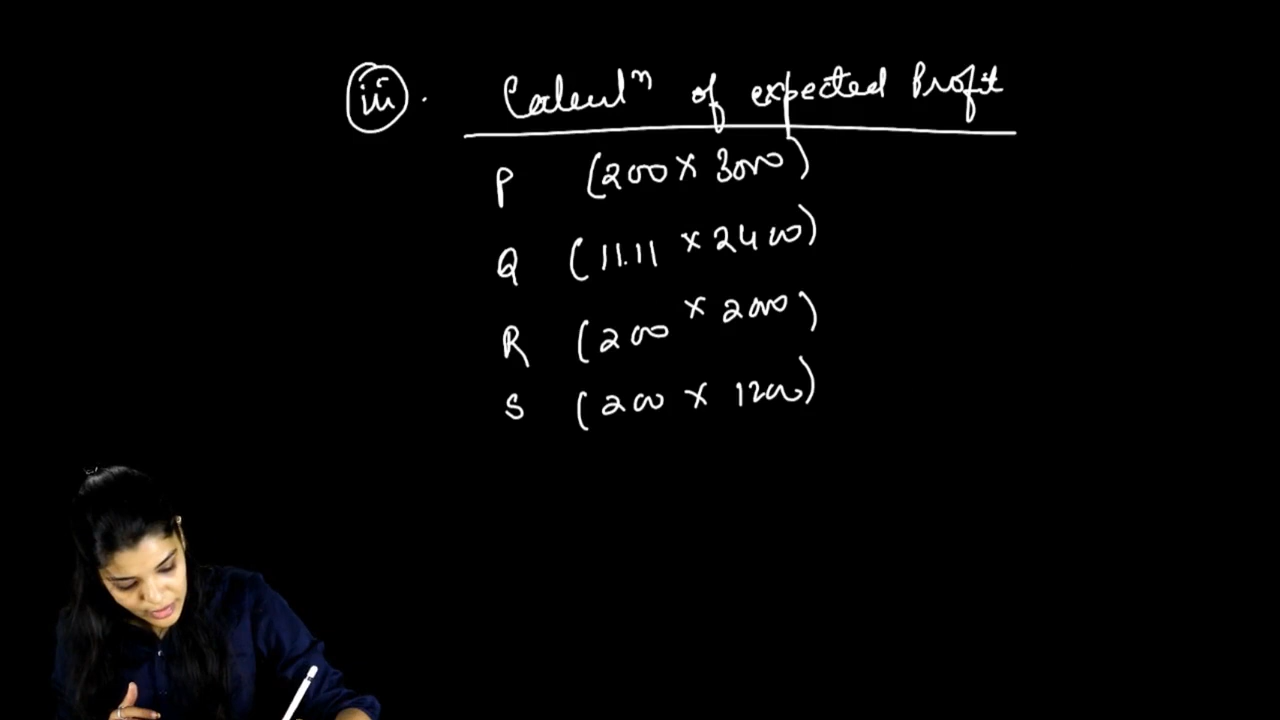 iii. Calculⁿ of expected Profit
P (200 × 3000)
Q (11.11 × 2400)
R (200 × 2000)
S (200 × 1200)